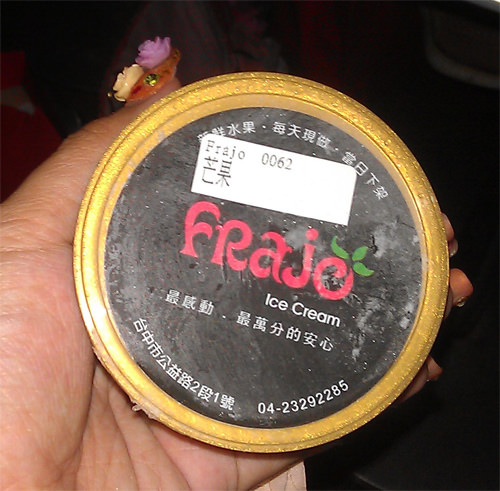 新鮮水果．每天現做．當日下架
Frajo 0062
芒果
FRajo
Ice Cream
最感動．最萬分的安心
台中市公益路2段1號
04-23292285